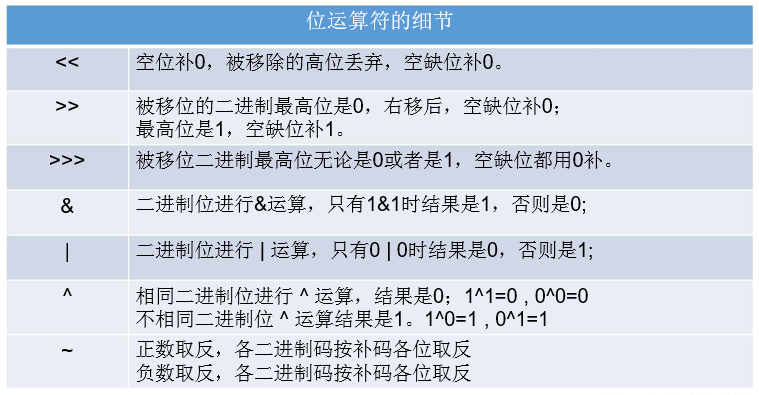 位运算符的细节
<< 空位补0，被移除的高位丢弃，空缺位补0。
>> 被移位的二进制最高位是0，右移后，空缺位补0；
最高位是1，空缺位补1。
>>> 被移位二进制最高位无论是0或者是1，空缺位都用0补。
& 二进制位进行&运算，只有1&1时结果是1，否则是0;
| 二进制位进行 | 运算，只有0 | 0时结果是0，否则是1;
^ 相同二进制位进行 ^ 运算，结果是0；1^1=0 , 0^0=0
不相同二进制位 ^ 运算结果是1。1^0=1 , 0^1=1
~ 正数取反，各二进制码按补码各位取反
负数取反，各二进制码按补码各位取反